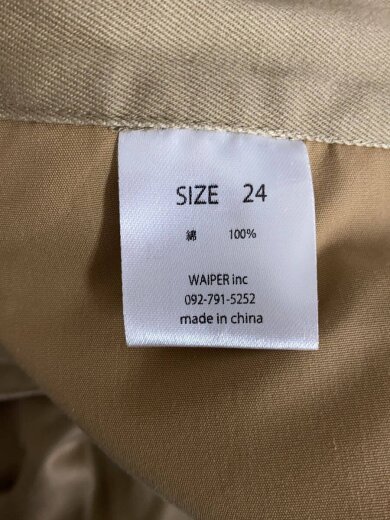 SIZE 24
綿 100%
WAIPER inc
092-791-5252
made in china